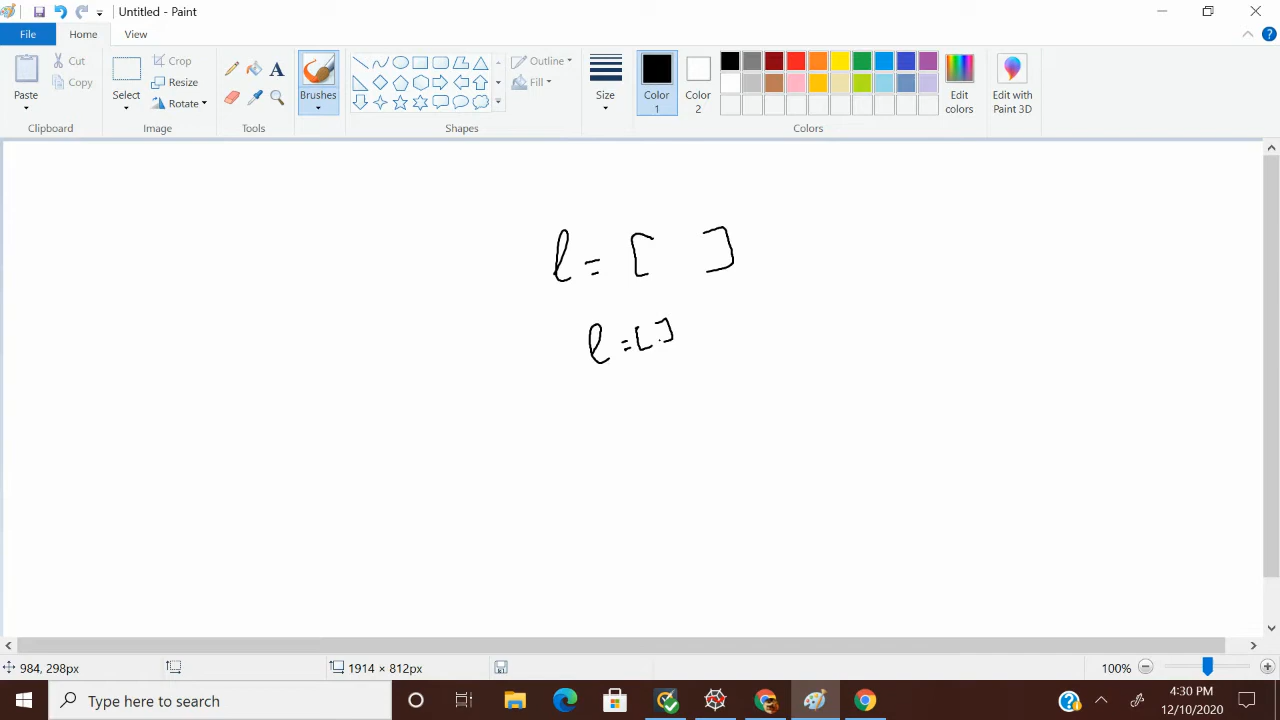 Untitled - Paint
File Home View
Cut
Copy
Paste
Clipboard
Select
Crop
Resize
Rotate
Image
Tools
Brushes
Outline
Fill
Shapes
Size
Color 1
Color 2
Edit colors
Edit with Paint 3D
Colors
l = [ ]
l = [ ]
984, 298px
1914 × 812px
100%
Type here to search
4:30 PM
12/10/2020